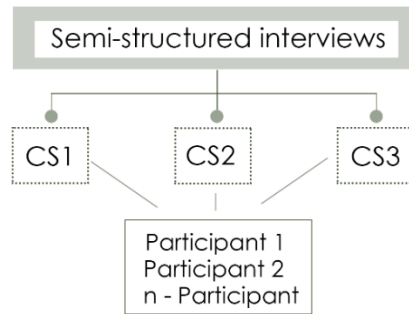 Semi-structured interviews
CS1
CS2
CS3
Participant 1
Participant 2
n - Participant